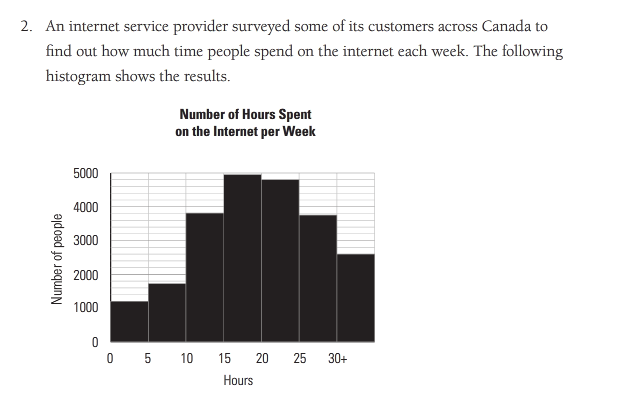 2. An internet service provider surveyed some of its customers across Canada to
find out how much time people spend on the internet each week. The following
histogram shows the results.
Number of Hours Spent
on the Internet per Week
Number of people
5000
4000
3000
2000
1000
0
0 5 10 15 20 25 30+
Hours